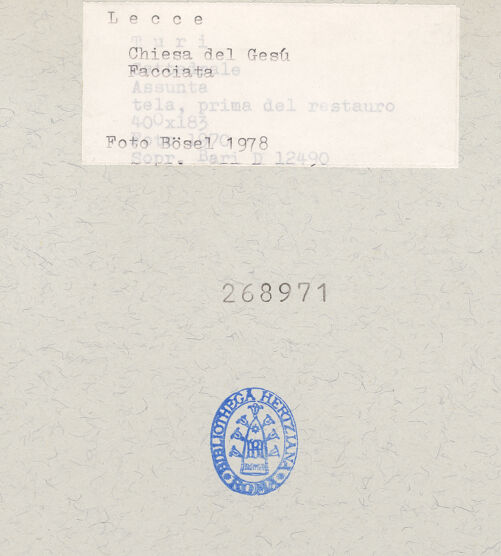 L e c c e
T u r i
Chiesa del Gesú
Facciata
Assunta
tela, prima del restauro
400x183
Foto Bösel 1978
Sopr. Bari D 12490
268971
BIBLIOTHECA HERTZIANA
ROMA